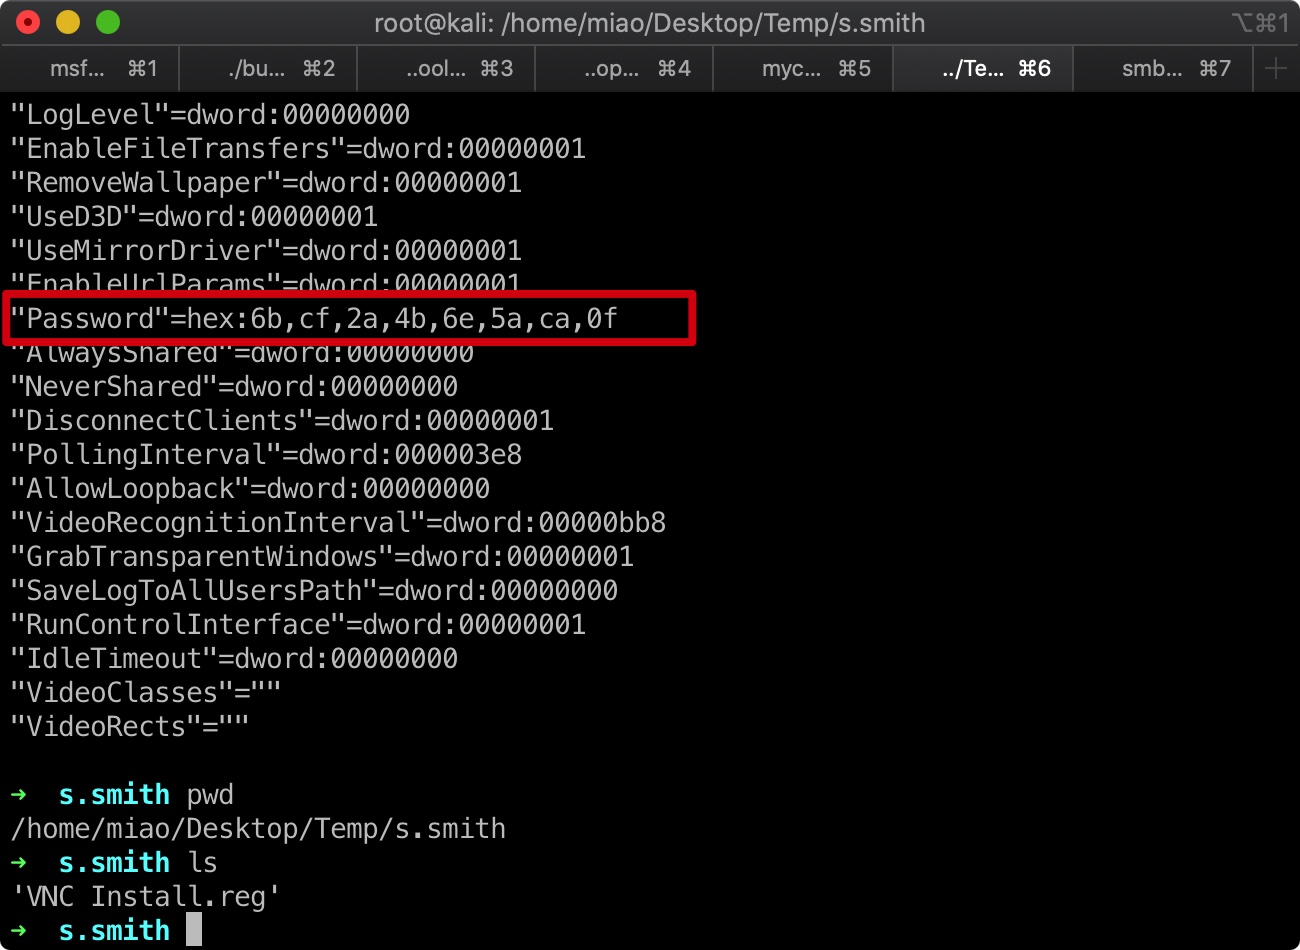 root@kali: /home/miao/Desktop/Temp/s.smith
⌥⌘1
msf... ⌘1
./bu... ⌘2
..ool... ⌘3
..op... ⌘4
myc... ⌘5
../Te... ⌘6
smb... ⌘7
"LogLevel"=dword:00000000
"EnableFileTransfers"=dword:00000001
"RemoveWallpaper"=dword:00000001
"UseD3D"=dword:00000001
"UseMirrorDriver"=dword:00000001
"EnableUrlParams"=dword:00000001
"Password"=hex:6b,cf,2a,4b,6e,5a,ca,0f
"AlwaysShared"=dword:00000000
"NeverShared"=dword:00000000
"DisconnectClients"=dword:00000001
"PollingInterval"=dword:000003e8
"AllowLoopback"=dword:00000000
"VideoRecognitionInterval"=dword:00000bb8
"GrabTransparentWindows"=dword:00000001
"SaveLogToAllUsersPath"=dword:00000000
"RunControlInterface"=dword:00000001
"IdleTimeout"=dword:00000000
"VideoClasses"=""
"VideoRects"=""
→ s.smith pwd
/home/miao/Desktop/Temp/s.smith
→ s.smith ls
'VNC Install.reg'
→ s.smith